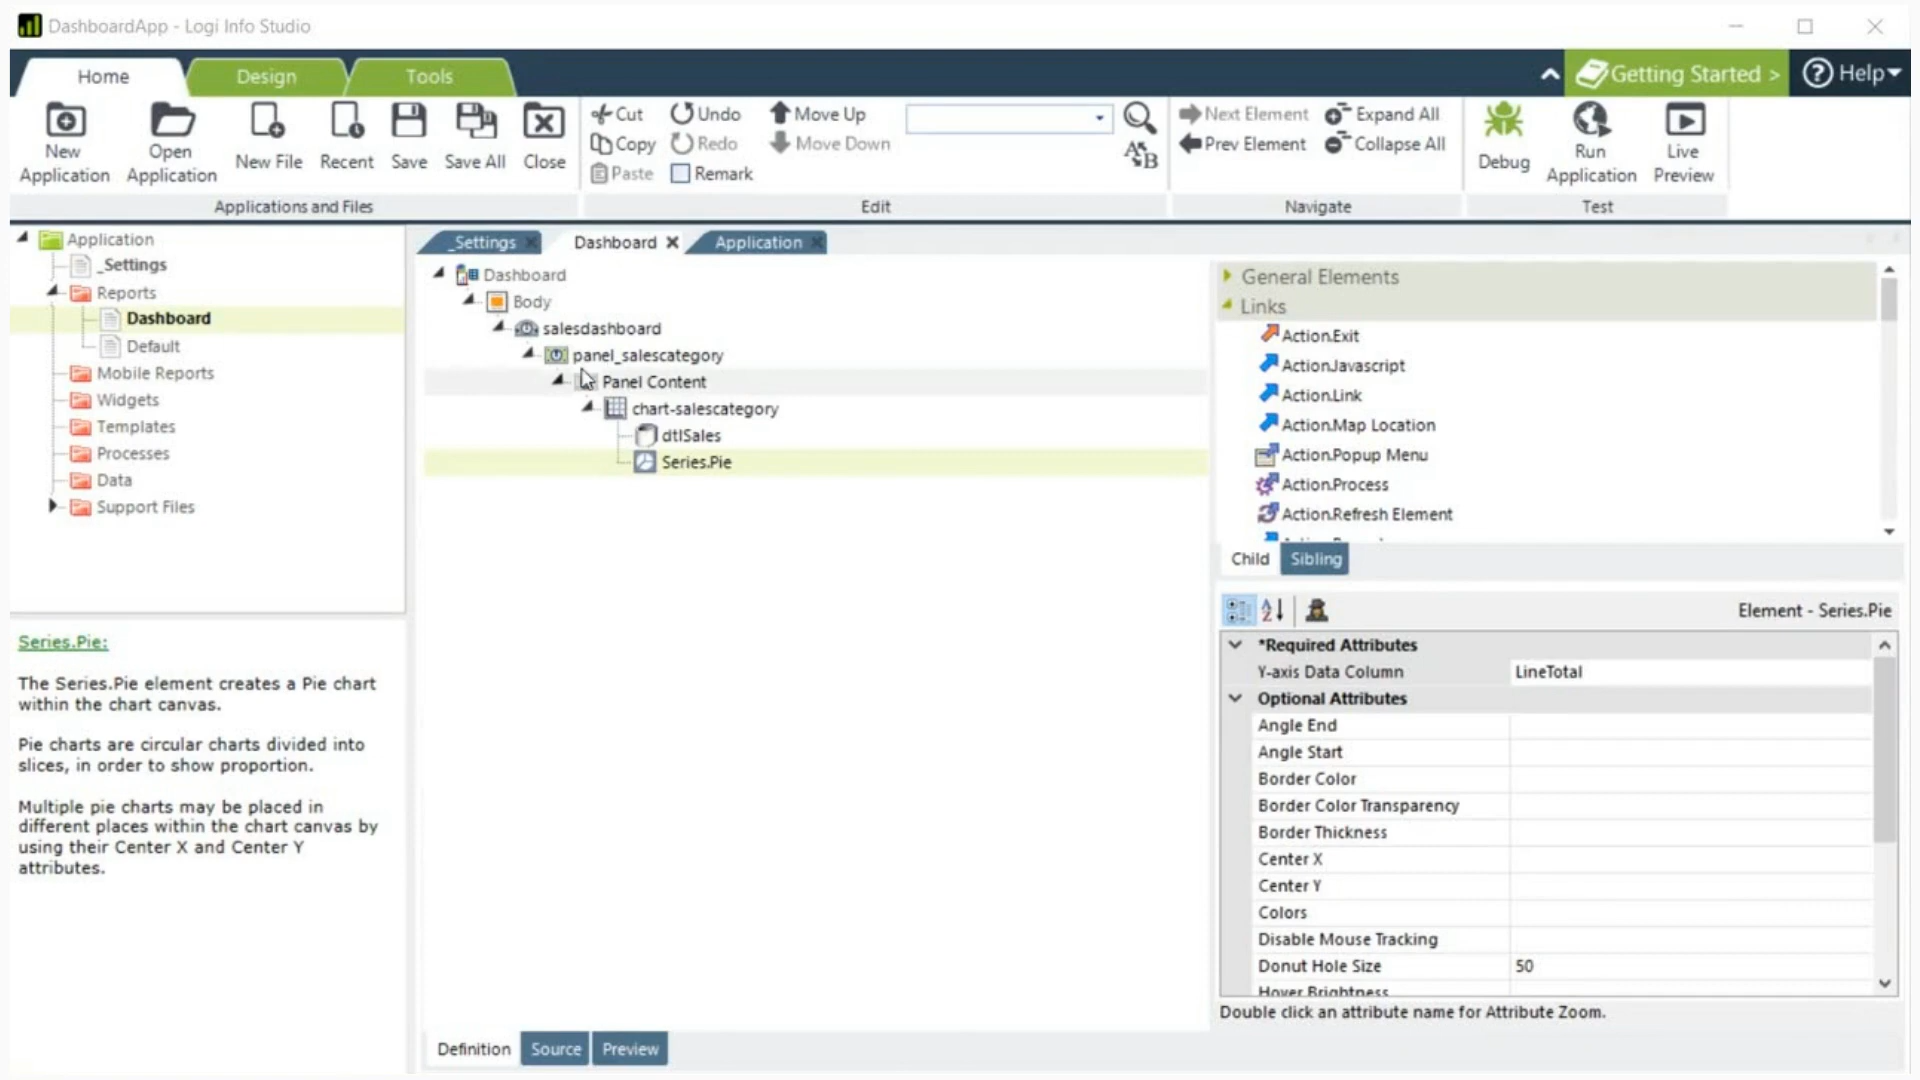 DashboardApp - Logi Info Studio
Home
Design
Tools
Getting Started >
Help
New Application
Open Application
New File
Recent
Save
Save All
Close
Applications and Files
Cut
Copy
Paste
Undo
Redo
Remark
Move Up
Move Down
Edit
Next Element
Prev Element
Expand All
Collapse All
Navigate
Debug
Run Application
Live Preview
Test
Application
_Settings
Reports
Dashboard
Default
Mobile Reports
Widgets
Templates
Processes
Data
Support Files
Series.Pie:
The Series.Pie element creates a Pie chart
within the chart canvas.
Pie charts are circular charts divided into
slices, in order to show proportion.
Multiple pie charts may be placed in
different places within the chart canvas by
using their Center X and Center Y
attributes.
_Settings
Dashboard
Application
Dashboard
Body
salesdashboard
panel_salescategory
Panel Content
chart-salescategory
dtlSales
Series.Pie
Definition
Source
Preview
General Elements
Links
Action.Exit
Action.Javascript
Action.Link
Action.Map Location
Action.Popup Menu
Action.Process
Action.Refresh Element
Child
Sibling
Element - Series.Pie
*Required Attributes
Y-axis Data Column LineTotal
Optional Attributes
Angle End
Angle Start
Border Color
Border Color Transparency
Border Thickness
Center X
Center Y
Colors
Disable Mouse Tracking
Donut Hole Size 50
Hover Brightness
Double click an attribute name for Attribute Zoom.